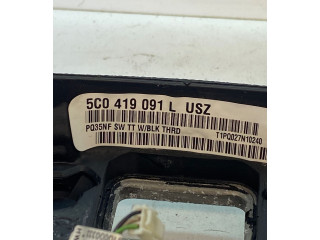 5C0 419 091 L USZ
PQ35NF SW TT W/BLK THRD
T1PQ027N10240